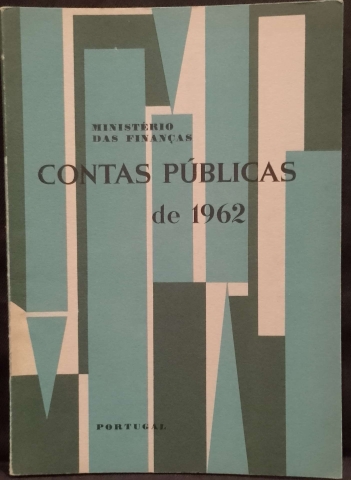 MINISTÉRIO
DAS FINANÇAS
CONTAS PÚBLICAS
de 1962
PORTUGAL